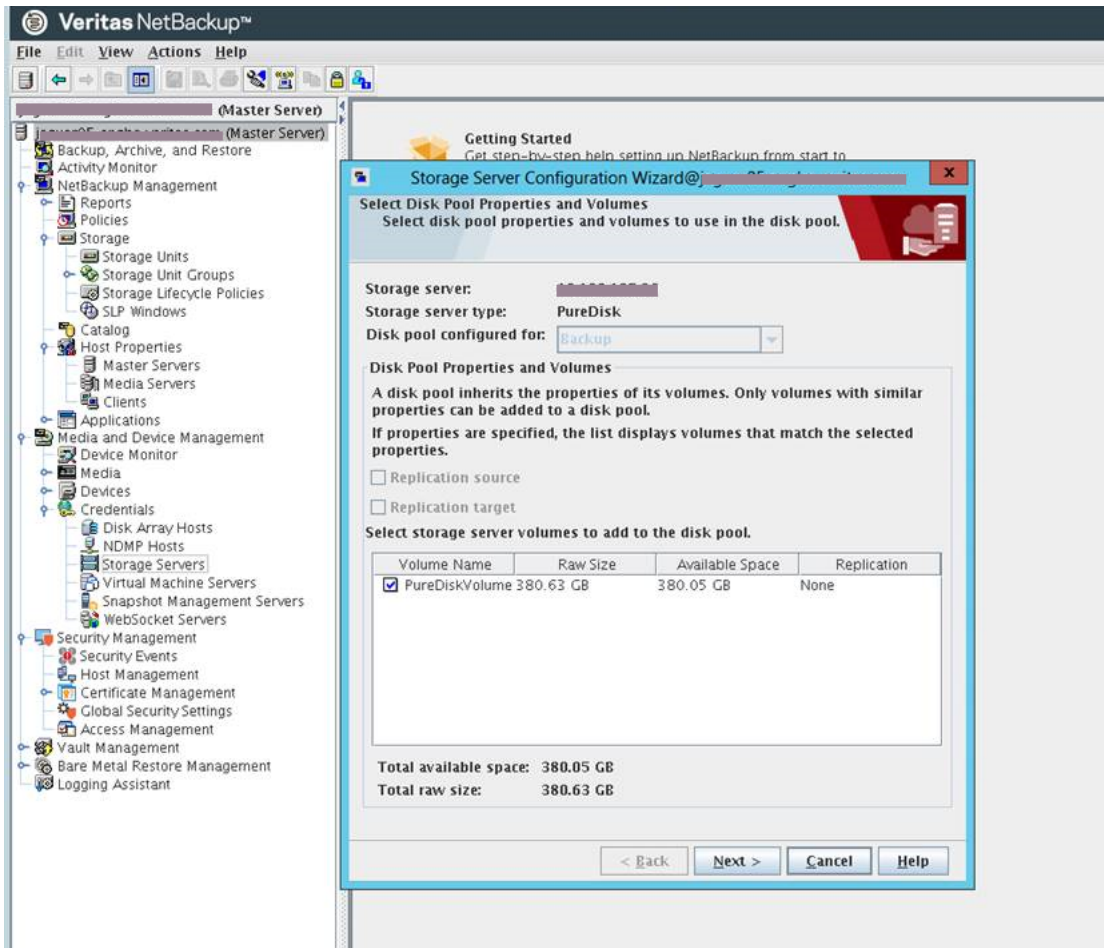 Veritas NetBackup™
File Edit View Actions Help
(Master Server)
(Master Server)
Backup, Archive, and Restore
Activity Monitor
NetBackup Management
Reports
Policies
Storage
Storage Units
Storage Unit Groups
Storage Lifecycle Policies
SLP Windows
Catalog
Host Properties
Master Servers
Media Servers
Clients
Applications
Media and Device Management
Device Monitor
Media
Devices
Credentials
Disk Array Hosts
NDMP Hosts
Storage Servers
Virtual Machine Servers
Snapshot Management Servers
WebSocket Servers
Security Management
Security Events
Host Management
Certificate Management
Global Security Settings
Access Management
Vault Management
Bare Metal Restore Management
Logging Assistant
Getting Started
Get step-by-step help setting up NetBackup from start to
Storage Server Configuration Wizard@
x
Select Disk Pool Properties and Volumes
Select disk pool properties and volumes to use in the disk pool.
Storage server:
Storage server type: PureDisk
Disk pool configured for: Backup
Disk Pool Properties and Volumes
A disk pool inherits the properties of its volumes. Only volumes with similar
properties can be added to a disk pool.
If properties are specified, the list displays volumes that match the selected
properties.
Replication source
Replication target
Select storage server volumes to add to the disk pool.
Volume Name Raw Size Available Space Replication
PureDiskVolume 380.63 GB 380.05 GB None
Total available space: 380.05 GB
Total raw size: 380.63 GB
< Back Next > Cancel Help